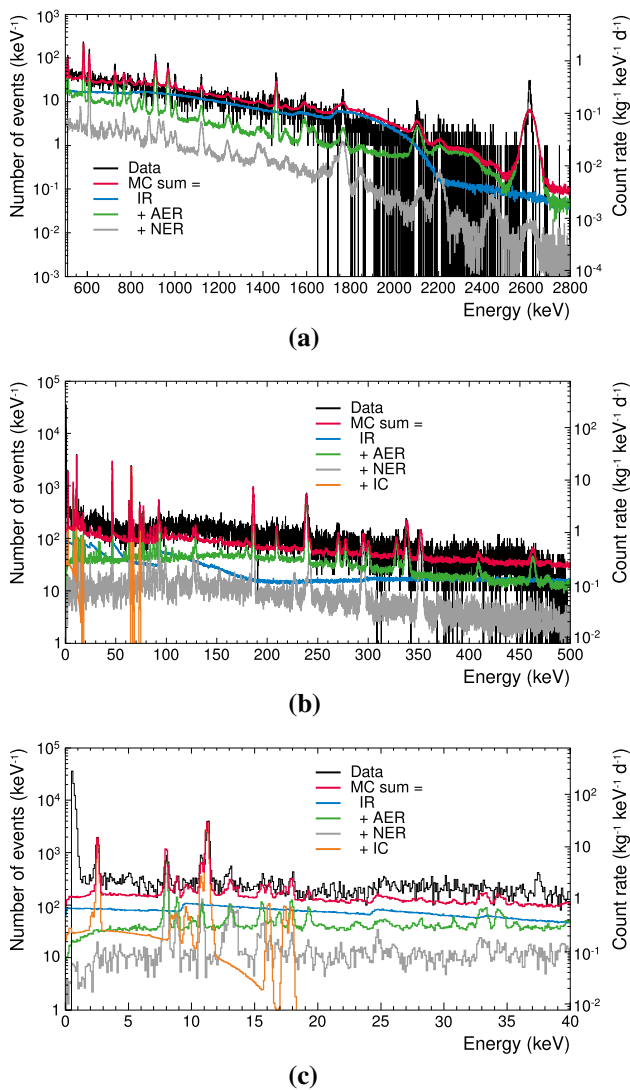 Number of events (keV⁻¹)
10³
10²
10
1
10⁻¹
10⁻²
10⁻³
Data
MC sum =
IR
+ AER
+ NER
600 800 1000 1200 1400 1600 1800 2000 2200 2400 2600 2800
Energy (keV)
Count rate (kg⁻¹ keV⁻¹ d⁻¹)
1
10⁻¹
10⁻²
10⁻³
10⁻⁴
(a)
Number of events (keV⁻¹)
10⁵
10⁴
10³
10²
10
1
Data
MC sum =
IR
+ AER
+ NER
+ IC
0 50 100 150 200 250 300 350 400 450 500
Energy (keV)
Count rate (kg⁻¹ keV⁻¹ d⁻¹)
10²
10
1
10⁻¹
10⁻²
(b)
Number of events (keV⁻¹)
10⁵
10⁴
10³
10²
10
1
Data
MC sum =
IR
+ AER
+ NER
+ IC
0 5 10 15 20 25 30 35 40
Energy (keV)
Count rate (kg⁻¹ keV⁻¹ d⁻¹)
10²
10
1
10⁻¹
10⁻²
(c)